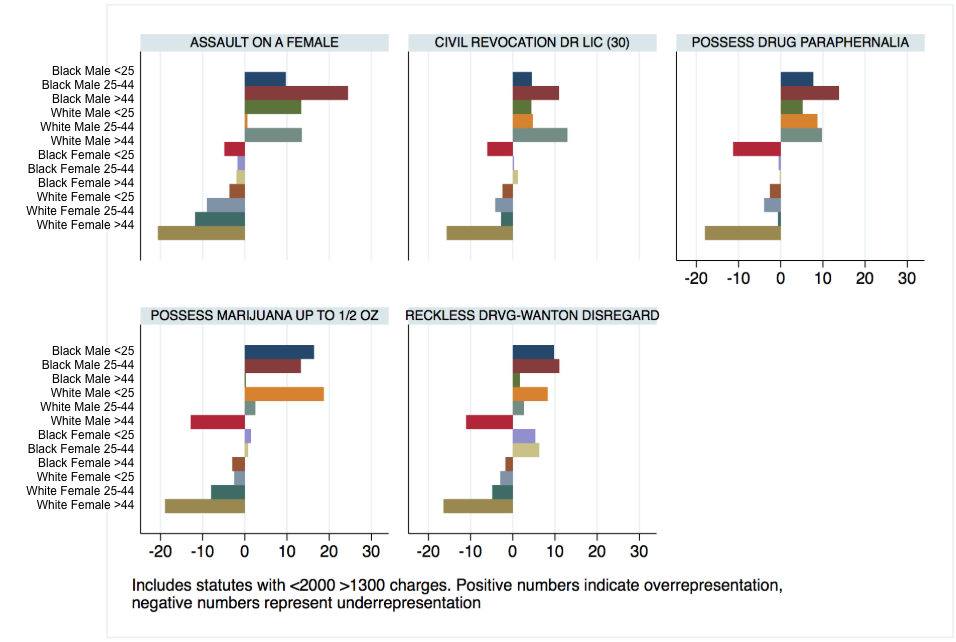 ASSAULT ON A FEMALE
CIVIL REVOCATION DR LIC (30)
POSSESS DRUG PARAPHERNALIA
Black Male <25
Black Male 25-44
Black Male >44
White Male <25
White Male 25-44
White Male >44
Black Female <25
Black Female 25-44
Black Female >44
White Female <25
White Female 25-44
White Female >44
-20 -10 0 10 20 30
POSSESS MARIJUANA UP TO 1/2 OZ
RECKLESS DRVG-WANTON DISREGARD
Black Male <25
Black Male 25-44
Black Male >44
White Male <25
White Male 25-44
White Male >44
Black Female <25
Black Female 25-44
Black Female >44
White Female <25
White Female 25-44
White Female >44
-20 -10 0 10 20 30
-20 -10 0 10 20 30
Includes statutes with <2000 >1300 charges. Positive numbers indicate overrepresentation,
negative numbers represent underrepresentation